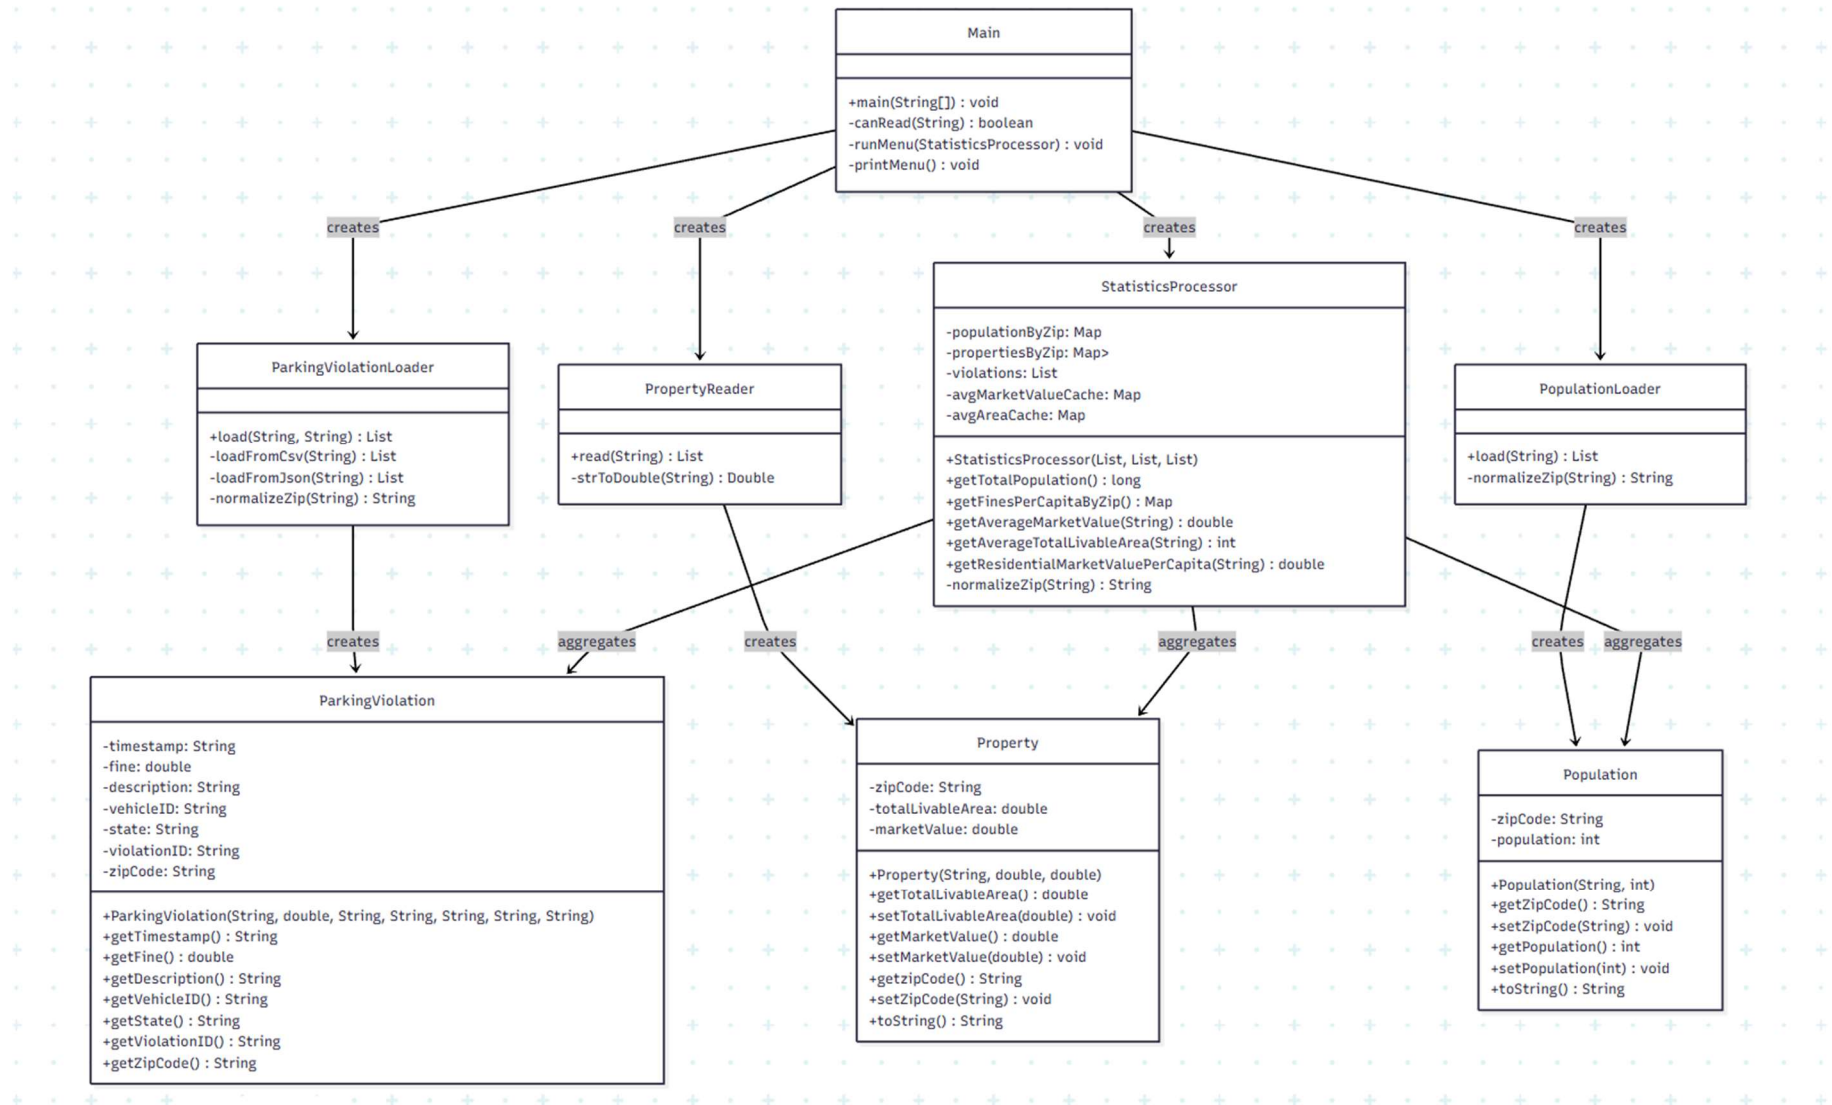 Main
+main(String[]) : void
-canRead(String) : boolean
-runMenu(StatisticsProcessor) : void
-printMenu() : void
creates
creates
creates
creates
ParkingViolationLoader
+load(String, String) : List
-loadFromCsv(String) : List
-loadFromJson(String) : List
-normalizeZip(String) : String
PropertyReader
+read(String) : List
-strToDouble(String) : Double
StatisticsProcessor
-populationByZip: Map
-propertiesByZip: Map>
-violations: List
-avgMarketValueCache: Map
-avgAreaCache: Map
+StatisticsProcessor(List, List, List)
+getTotalPopulation() : long
+getFinesPerCapitaByZip() : Map
+getAverageMarketValue(String) : double
+getAverageTotalLivableArea(String) : int
+getResidentialMarketValuePerCapita(String) : double
-normalizeZip(String) : String
PopulationLoader
+load(String) : List
-normalizeZip(String) : String
creates
aggregates
creates
aggregates
creates
aggregates
ParkingViolation
-timestamp: String
-fine: double
-description: String
-vehicleID: String
-state: String
-violationID: String
-zipCode: String
+ParkingViolation(String, double, String, String, String, String, String)
+getTimestamp() : String
+getFine() : double
+getDescription() : String
+getVehicleID() : String
+getState() : String
+getViolationID() : String
+getZipCode() : String
Property
-zipCode: String
-totalLivableArea: double
-marketValue: double
+Property(String, double, double)
+getTotalLivableArea() : double
+setTotalLivableArea(double) : void
+getMarketValue() : double
+setMarketValue(double) : void
+getzipCode() : String
+setZipCode(String) : void
+toString() : String
Population
-zipCode: String
-population: int
+Population(String, int)
+getZipCode() : String
+setZipCode(String) : void
+getPopulation() : int
+setPopulation(int) : void
+toString() : String